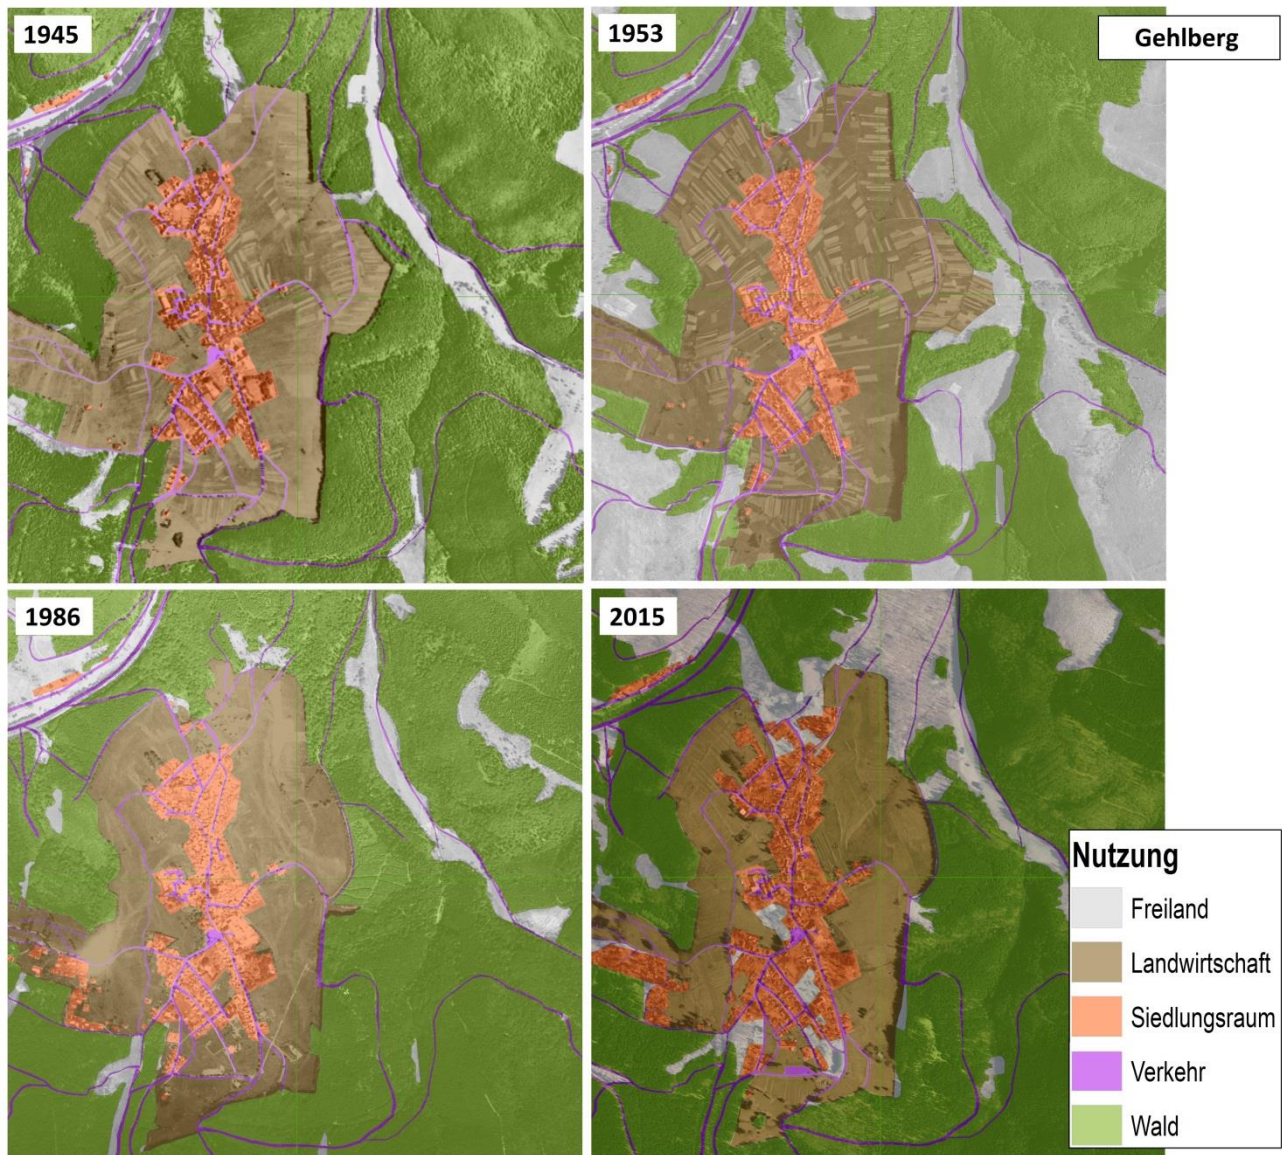 1945
1953
Gehlberg
1986
2015
Nutzung
Freiland
Landwirtschaft
Siedlungsraum
Verkehr
Wald